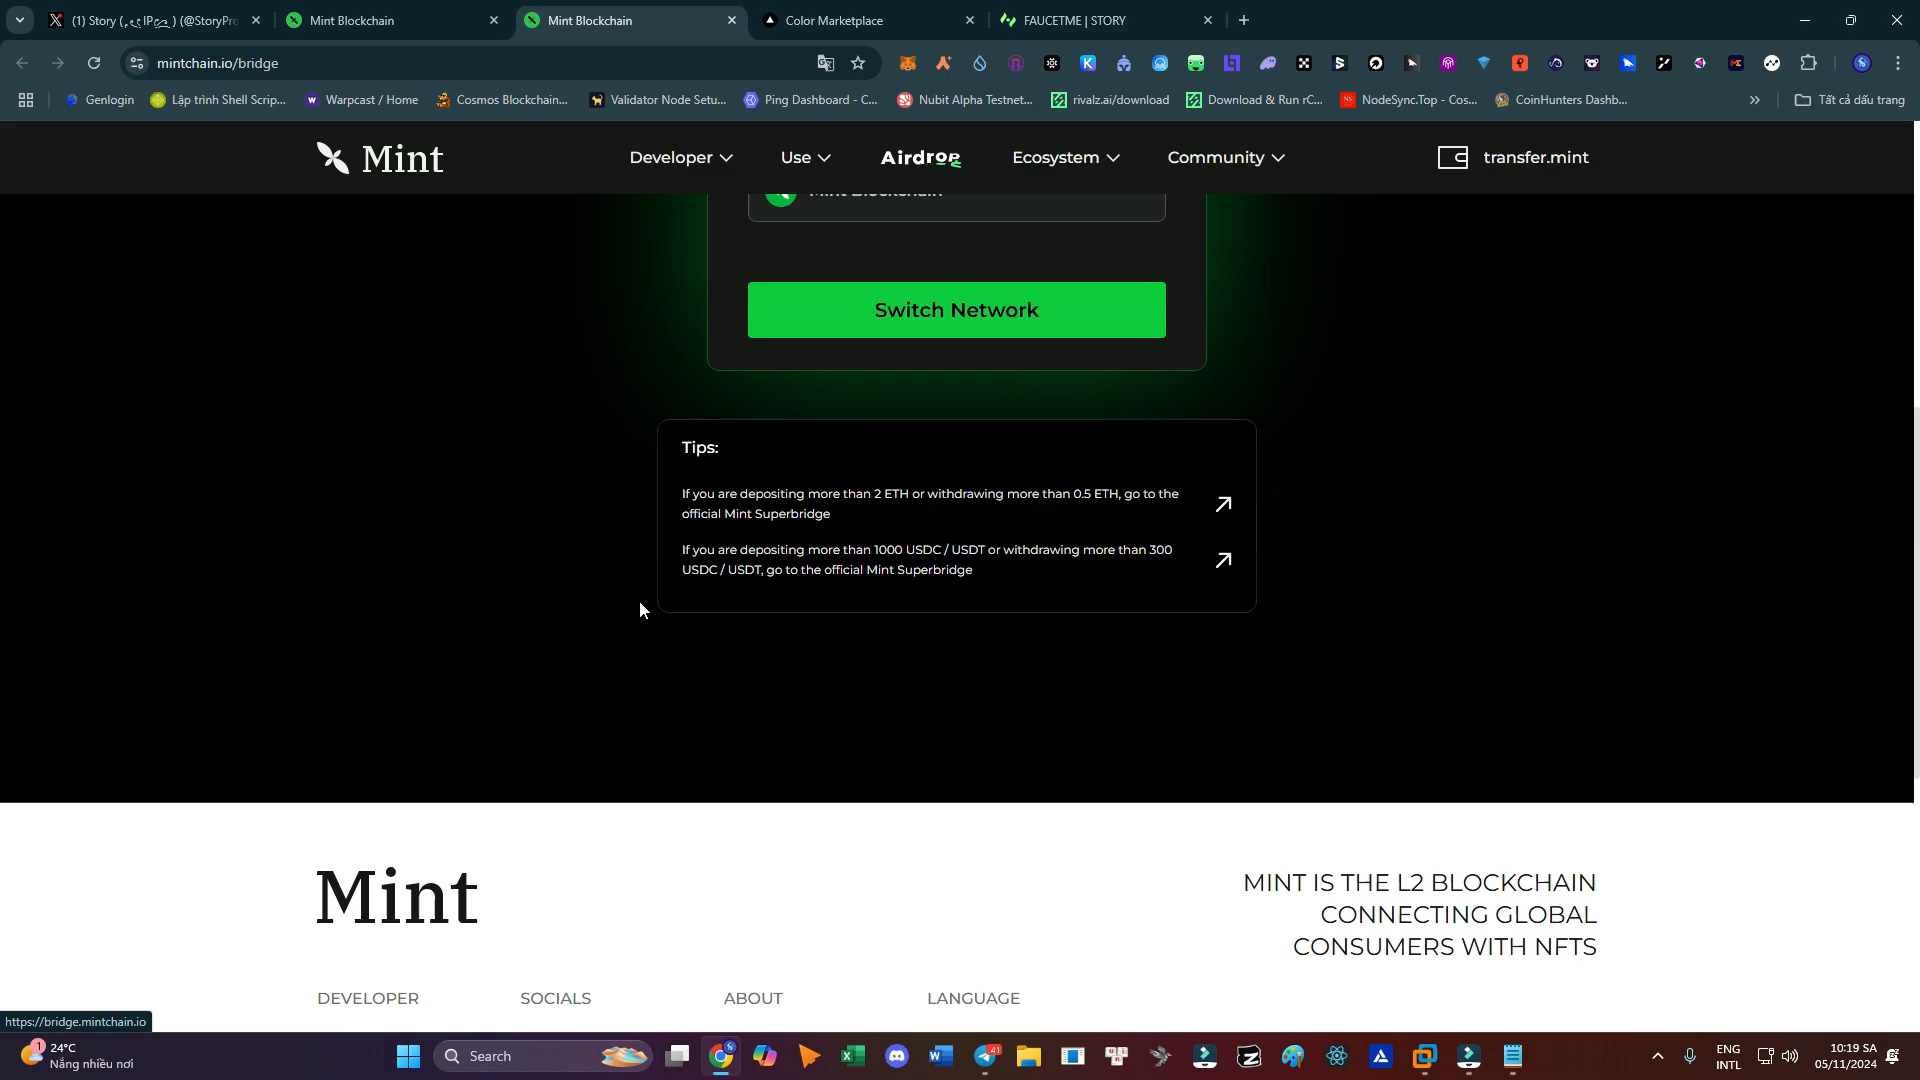 (1) Story
(@StoryPro
Mint Blockchain
Mint Blockchain
Color Marketplace
FAUCETME | STORY
mintchain.io/bridge
Genlogin
Lập trình Shell Scrip...
Warpcast / Home
Cosmos Blockchain...
Validator Node Setu...
Ping Dashboard - C...
Nubit Alpha Testnet...
rivalz.ai/download
Download & Run rC...
NodeSync.Top - Cos...
CoinHunters Dashb...
Tất cả dấu trang
Mint
Developer
Use
Airdrop
Ecosystem
Community
transfer.mint
Mint Blockchain
Switch Network
Tips:
If you are depositing more than 2 ETH or withdrawing more than 0.5 ETH, go to the
official Mint Superbridge
If you are depositing more than 1000 USDC / USDT or withdrawing more than 300
USDC / USDT, go to the official Mint Superbridge
Mint
MINT IS THE L2 BLOCKCHAIN
CONNECTING GLOBAL
CONSUMERS WITH NFTS
DEVELOPER
SOCIALS
ABOUT
LANGUAGE
https://bridge.mintchain.io
1
24°C
Nắng nhiều nơi
Search
41
ENG
INTL
10:19 SA
05/11/2024